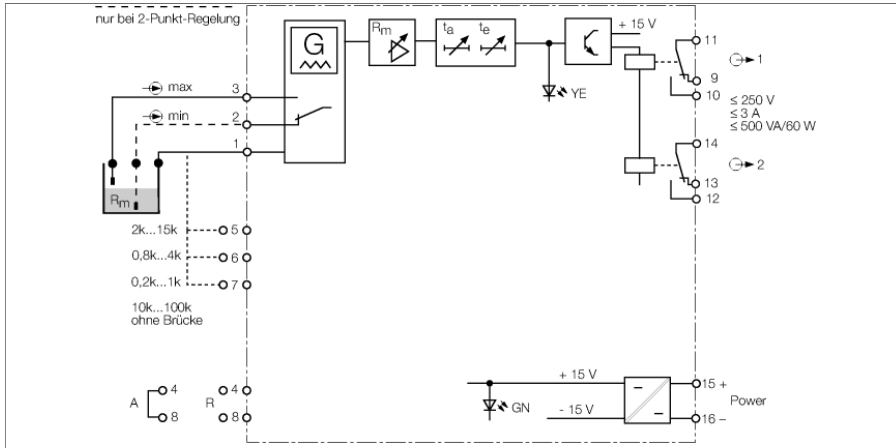 nur bei 2-Punkt-Regelung
G
Rm
ta te
+ 15 V
YE
max 3
min 2
1
Rm
11
9
10
1
≤ 250 V
≤ 3 A
≤ 500 VA/60 W
14
13
12
2
2k...15k 5
0,8k...4k 6
0,2k...1k 7
10k...100k
ohne Brücke
A 4 8
R 4 8
+ 15 V
GN
- 15 V
15 +
16 –
Power